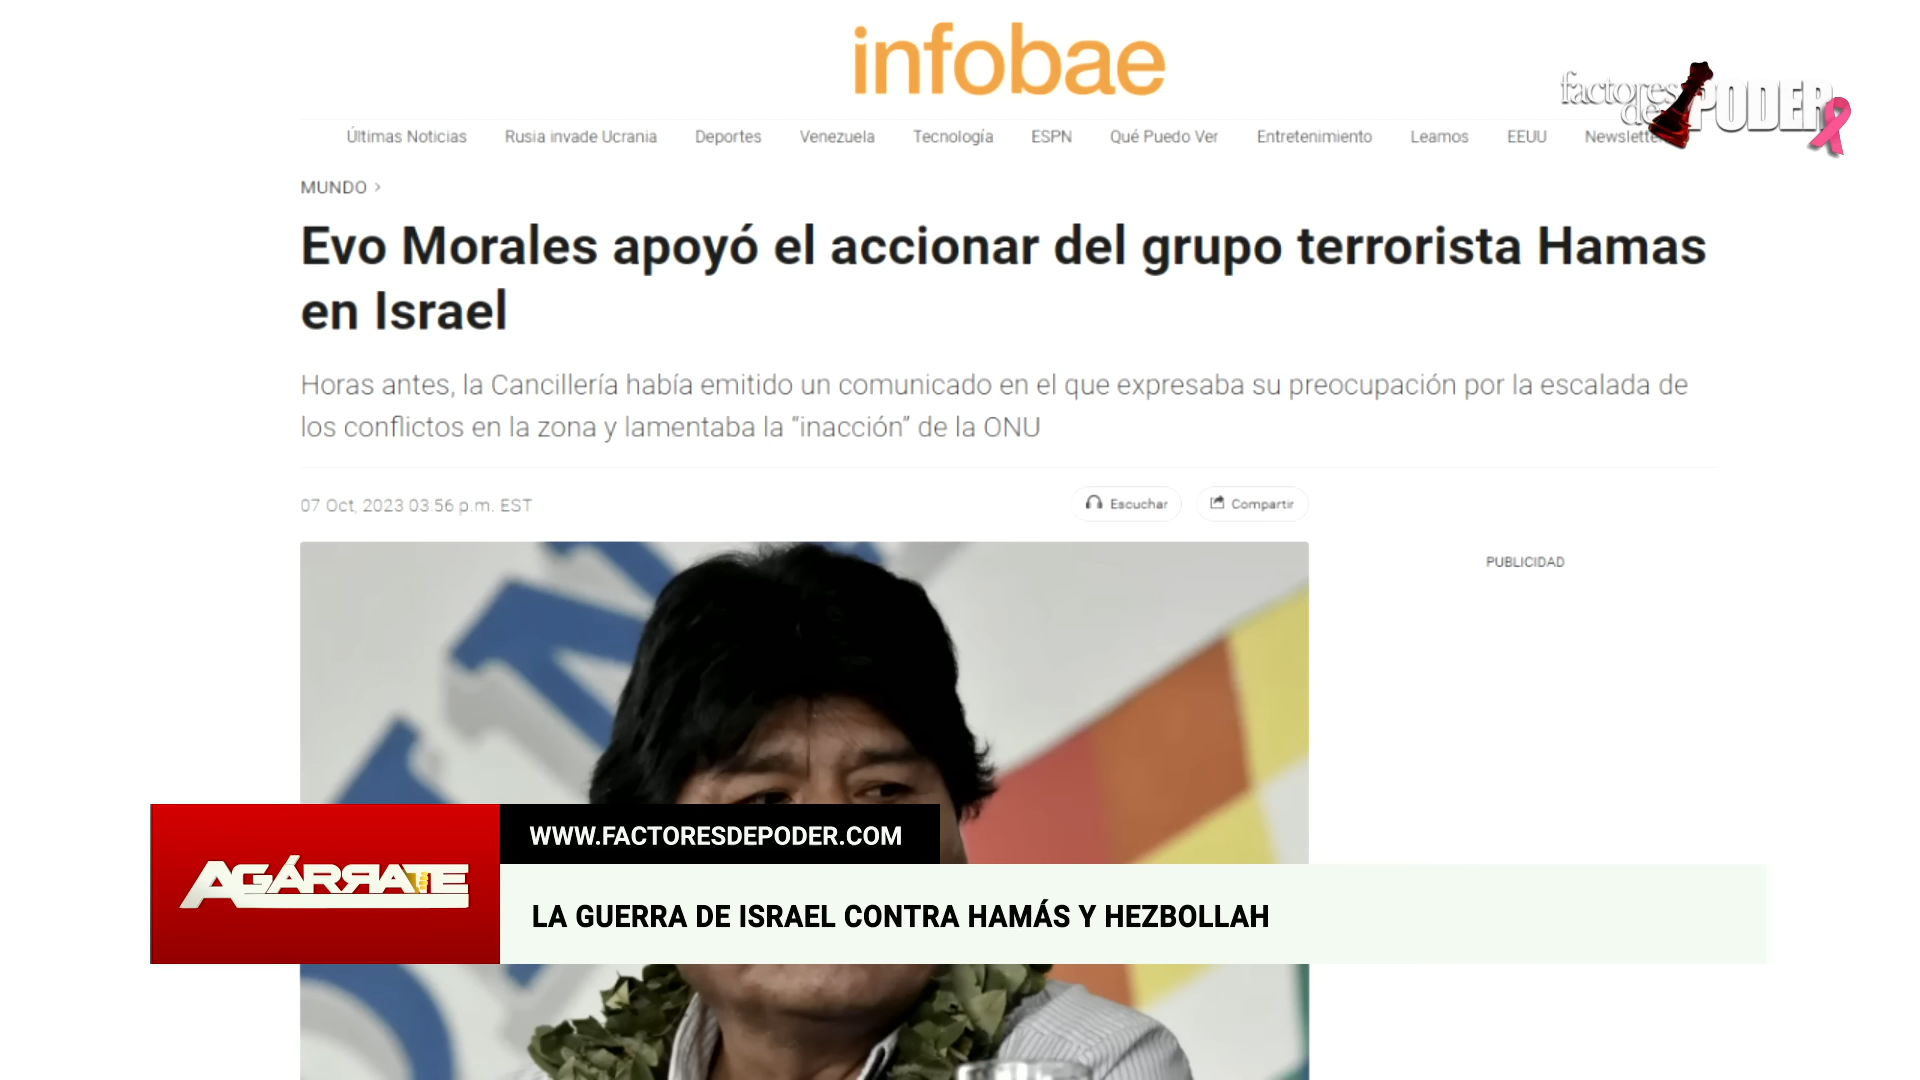 infobae
factores
de PODER
Últimas Noticias Rusia invade Ucrania Deportes Venezuela Tecnología ESPN Qué Puedo Ver Entretenimiento Leamos EEUU
MUNDO >
Evo Morales apoyó el accionar del grupo terrorista Hamas
en Israel
Horas antes, la Cancillería había emitido un comunicado en el que expresaba su preocupación por la escalada de
los conflictos en la zona y lamentaba la “inacción” de la ONU
07 Oct, 2023 03:56 p.m. EST
Escuchar Compartir
PUBLICIDAD
WWW.FACTORESDEPODER.COM
AGÁRRATE
LA GUERRA DE ISRAEL CONTRA HAMÁS Y HEZBOLLAH